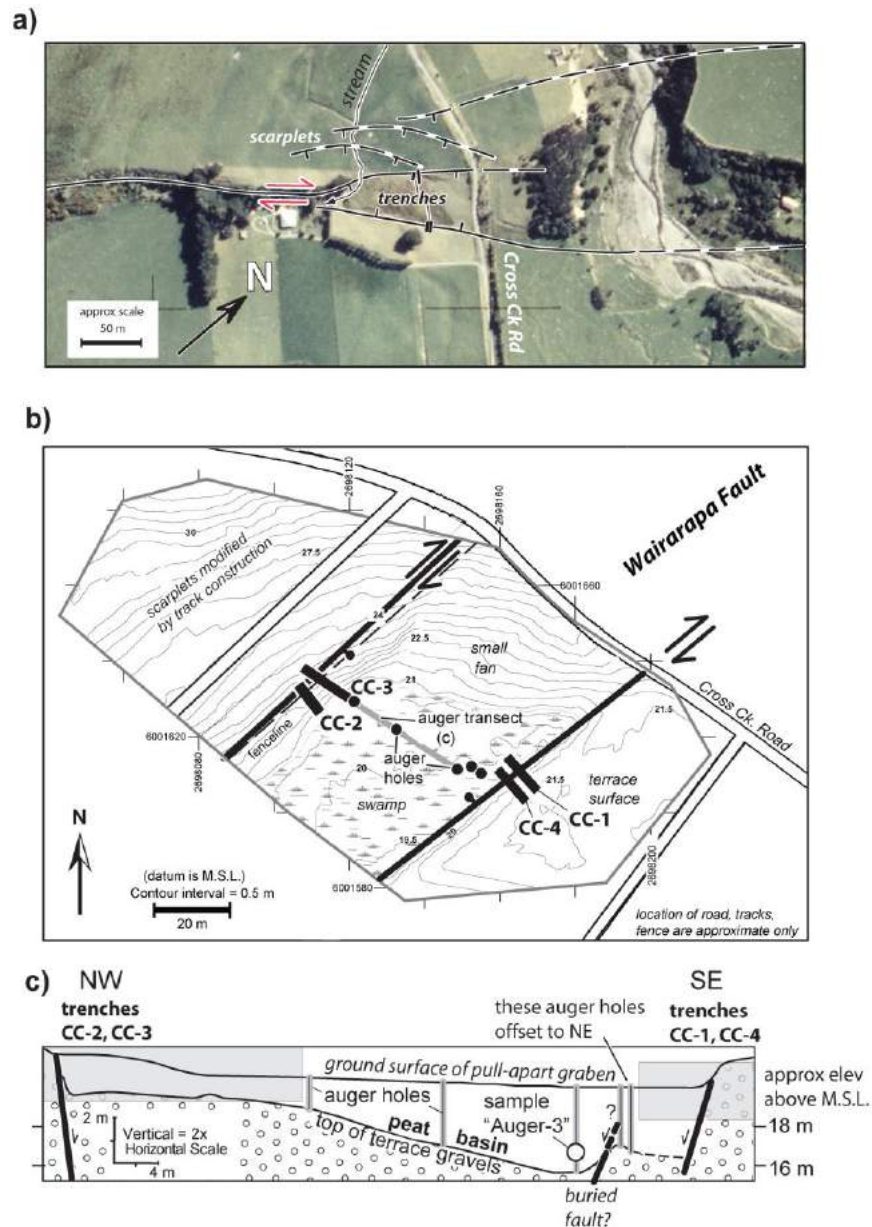 a)
stream
scarplets
trenches
Cross Ck Rd
N
approx scale
50 m
b)
2698120
2698160
Wairarapa Fault
30
27.5
scarplets modified
by track construction
6001660
24
22.5
small
fan
21
CC-3
CC-2
auger transect
(c)
6001620
2698080
fenceline
auger
holes
20
swamp
21.5
Cross Ck. Road
21.5
terrace
surface
CC-1
CC-4
19.5
20
N
6001580
2698200
(datum is M.S.L.)
Contour interval = 0.5 m
20 m
location of road, tracks,
fence are approximate only
c)
NW
SE
trenches
CC-2, CC-3
these auger holes
offset to NE
trenches
CC-1, CC-4
ground surface of pull-apart graben
approx elev
above M.S.L.
auger holes
sample
"Auger-3"
?
peat basin
top of terrace gravels
2 m
Vertical = 2x
Horizontal Scale
4 m
18 m
16 m
buried
fault?